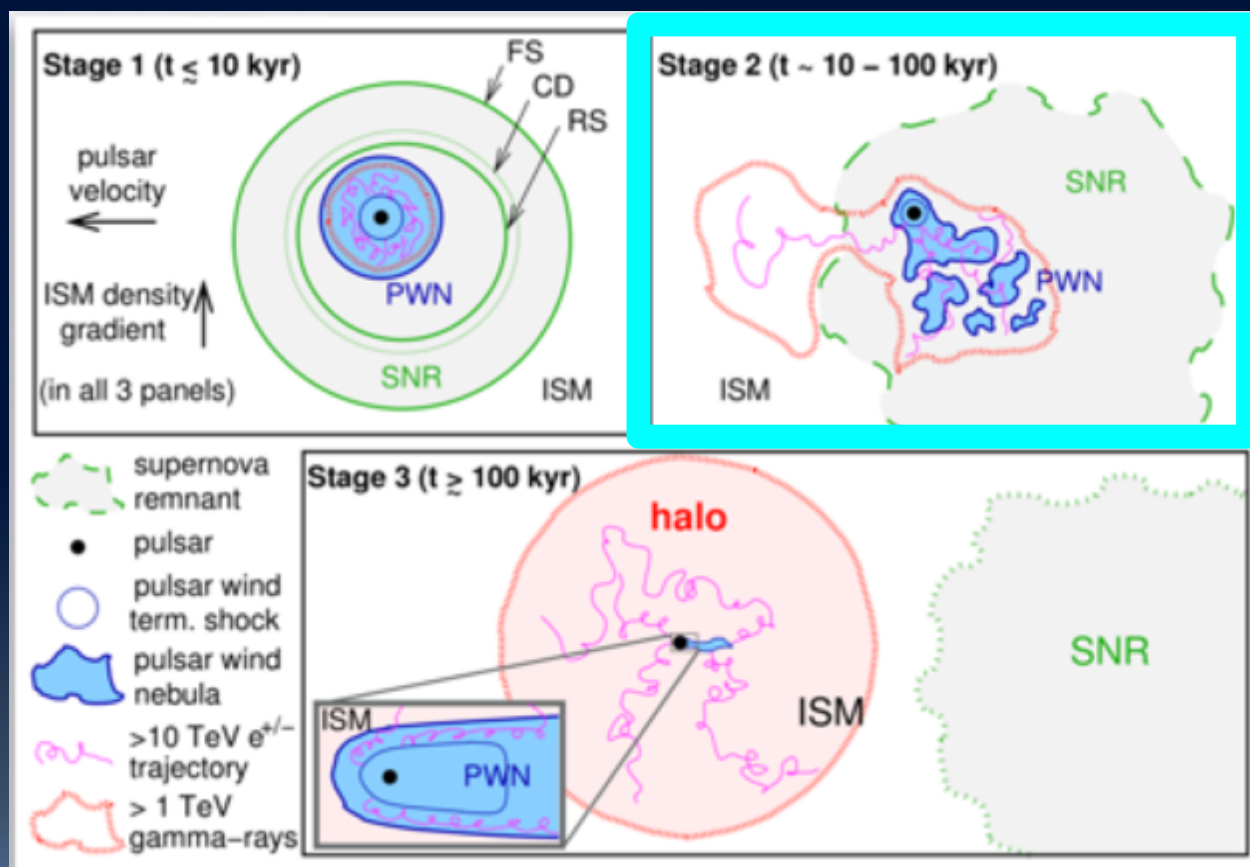 Stage 1 (t ≲ 10 kyr)
FS
CD
RS
pulsar
velocity
ISM density
gradient
(in all 3 panels)
PWN
SNR
ISM
Stage 2 (t ~ 10 – 100 kyr)
SNR
PWN
ISM
supernova
remnant
pulsar
pulsar wind
term. shock
pulsar wind
nebula
>10 TeV e+/−
trajectory
> 1 TeV
gamma−rays
Stage 3 (t ≳ 100 kyr)
halo
ISM
SNR
ISM
PWN